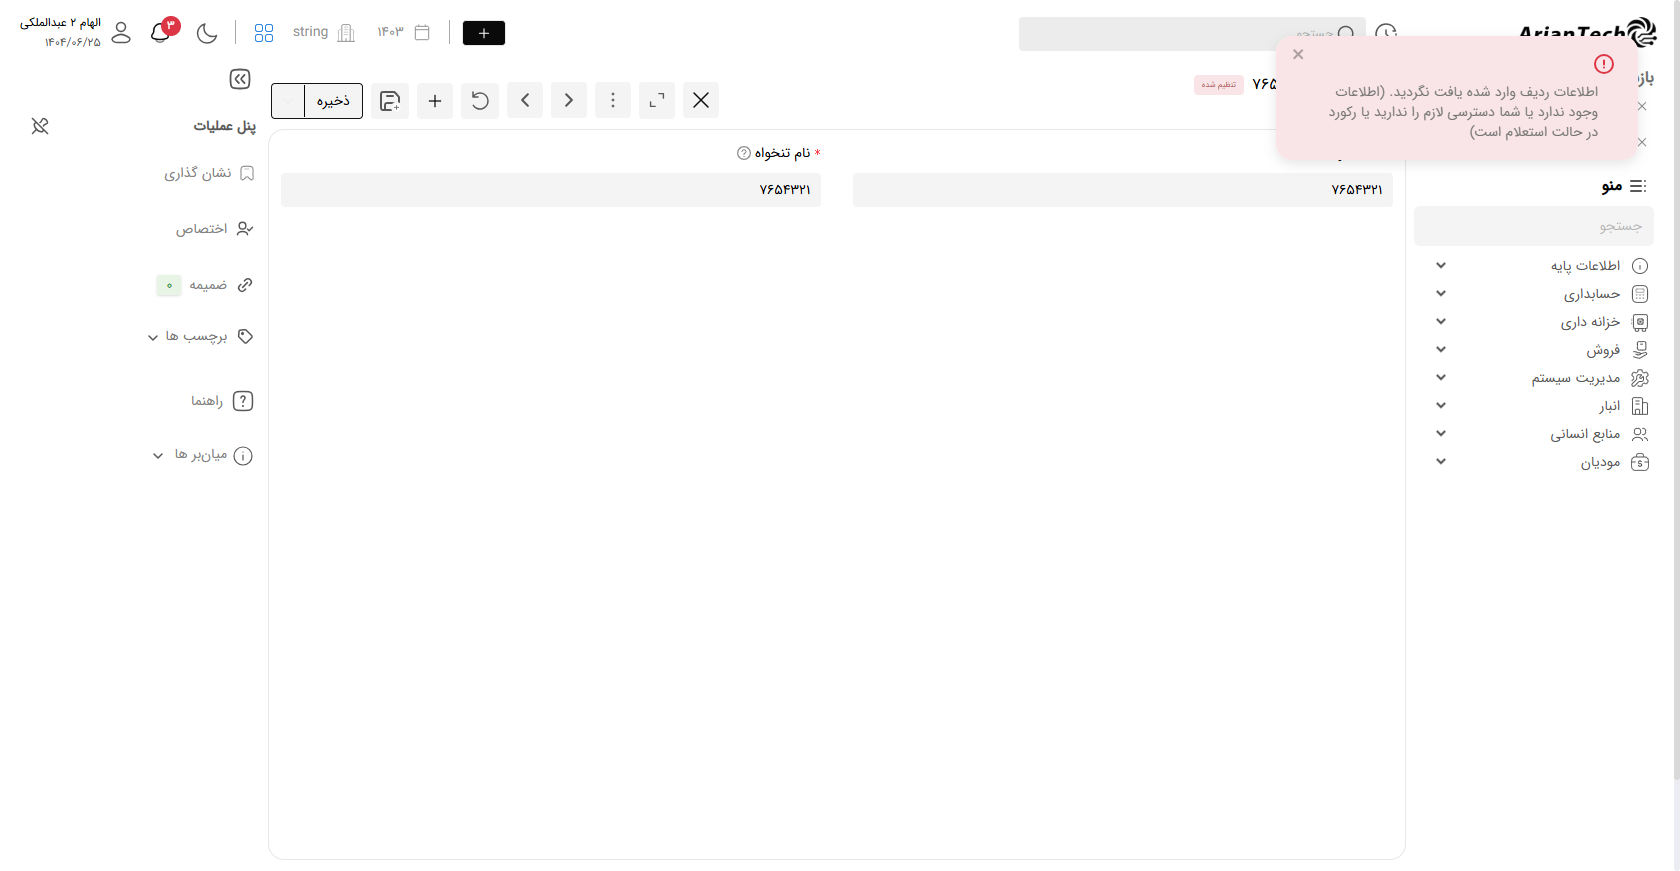 ArianTech
جستجو
+
۱۴۰۳
string
۳
الهام ۲ عبدالملکی
۱۴۰۴/۰۶/۲۵
اطلاعات ردیف وارد شده یافت نگردید. (اطلاعات
وجود ندارد یا شما دسترسی لازم را ندارید یا رکورد
در حالت استعلام است)
تنظیم شده
ذخیره
منو
جستجو
اطلاعات پایه
حسابداری
خزانه داری
فروش
مدیریت سیستم
انبار
منابع انسانی
مودیان
۷۶۵۴۳۲۱
* نام تنخواه
۷۶۵۴۳۲۱
پنل عملیات
نشان گذاری
اختصاص
ضمیمه ۰
برچسب ها
راهنما
میان‌بر ها